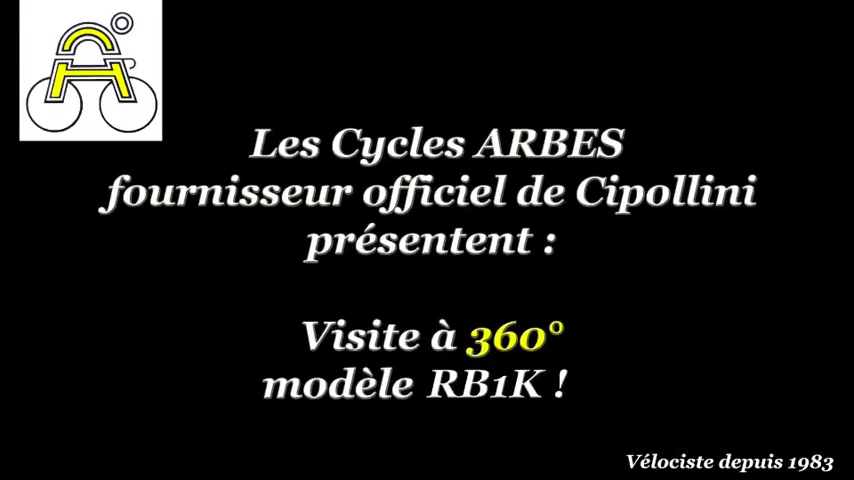 Les Cycles ARBES
fournisseur officiel de Cipollini
présentent :
Visite à 360°
modèle RB1K !
Vélociste depuis 1983